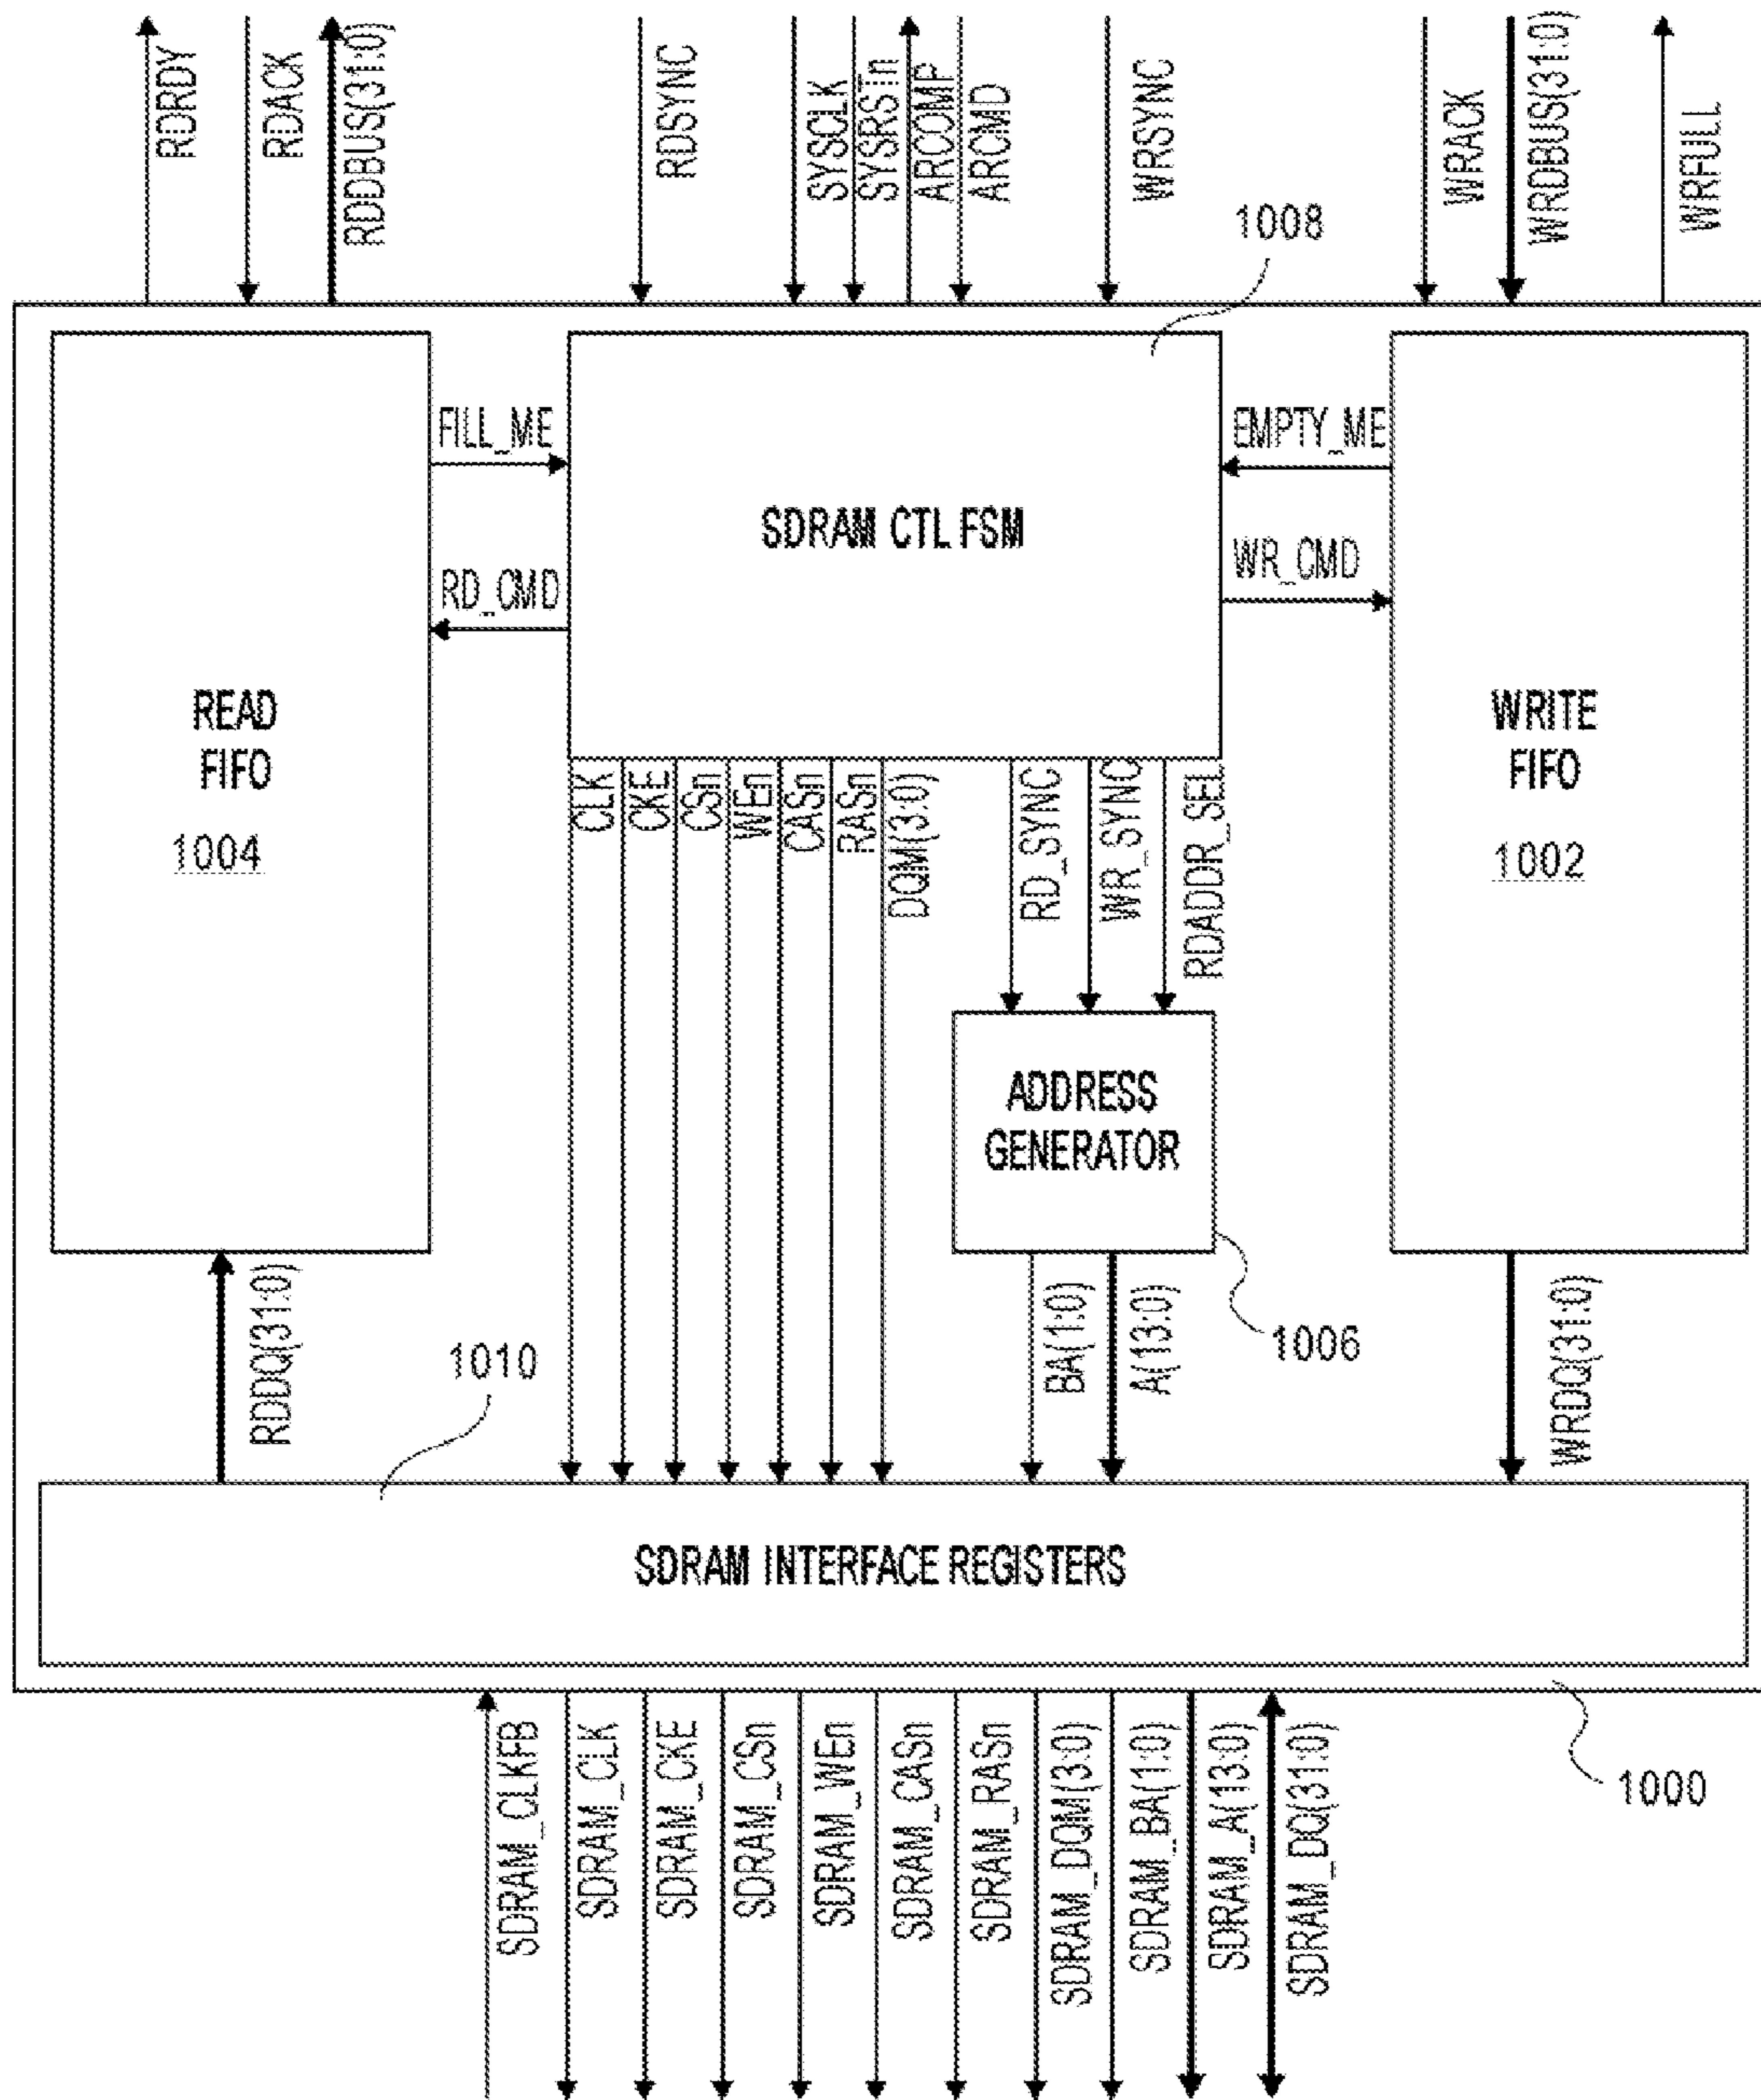 RDRDY
RDACK
RDDBUS(31:0)
RDSYNC
SYSCLK
SYSRSTn
ARCOMP
ARCMD
WRSYNC
WRACK
WRDBUS(31:0)
WRFULL
1008
FILL_ME
RD_CMD
SDRAM CTL FSM
EMPTY_ME
WR_CMD
READ
FIFO
1004
WRITE
FIFO
1002
CLK
CKE
CSn
WEn
CASn
RASn
DQM(3:0)
RD_SYNC
WR_SYNC
RDADDR_SEL
ADDRESS
GENERATOR
1006
RDDQ(31:0)
1010
BA(1:0)
A(13:0)
WRDQ(31:0)
SDRAM INTERFACE REGISTERS
SDRAM_CLKFB
SDRAM_CLK
SDRAM_CKE
SDRAM_CSn
SDRAM_WEn
SDRAM_CASn
SDRAM_RASn
SDRAM_DQM(3:0)
SDRAM_BA(1:0)
SDRAM_A(13:0)
SDRAM_DQ(31:0)
1000